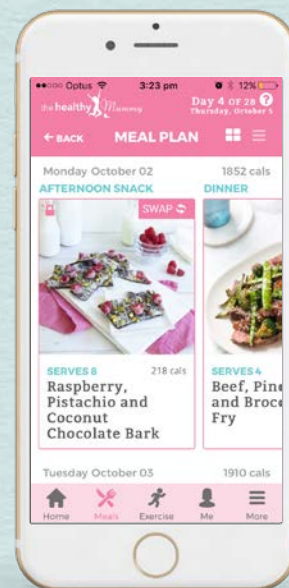 Optus 3:23 pm 12%
the healthy Mummy
Day 4 of 28 ?
Thursday, October 5
← BACK MEAL PLAN
Monday October 02 1852 cals
AFTERNOON SNACK DINNER
SWAP
SERVES 8 218 cals SERVES 4
Raspberry,
Pistachio and
Coconut
Chocolate Bark
Beef, Pin
and Broc
Fry
Tuesday October 03 1910 cals
Home Meals Exercise Me More